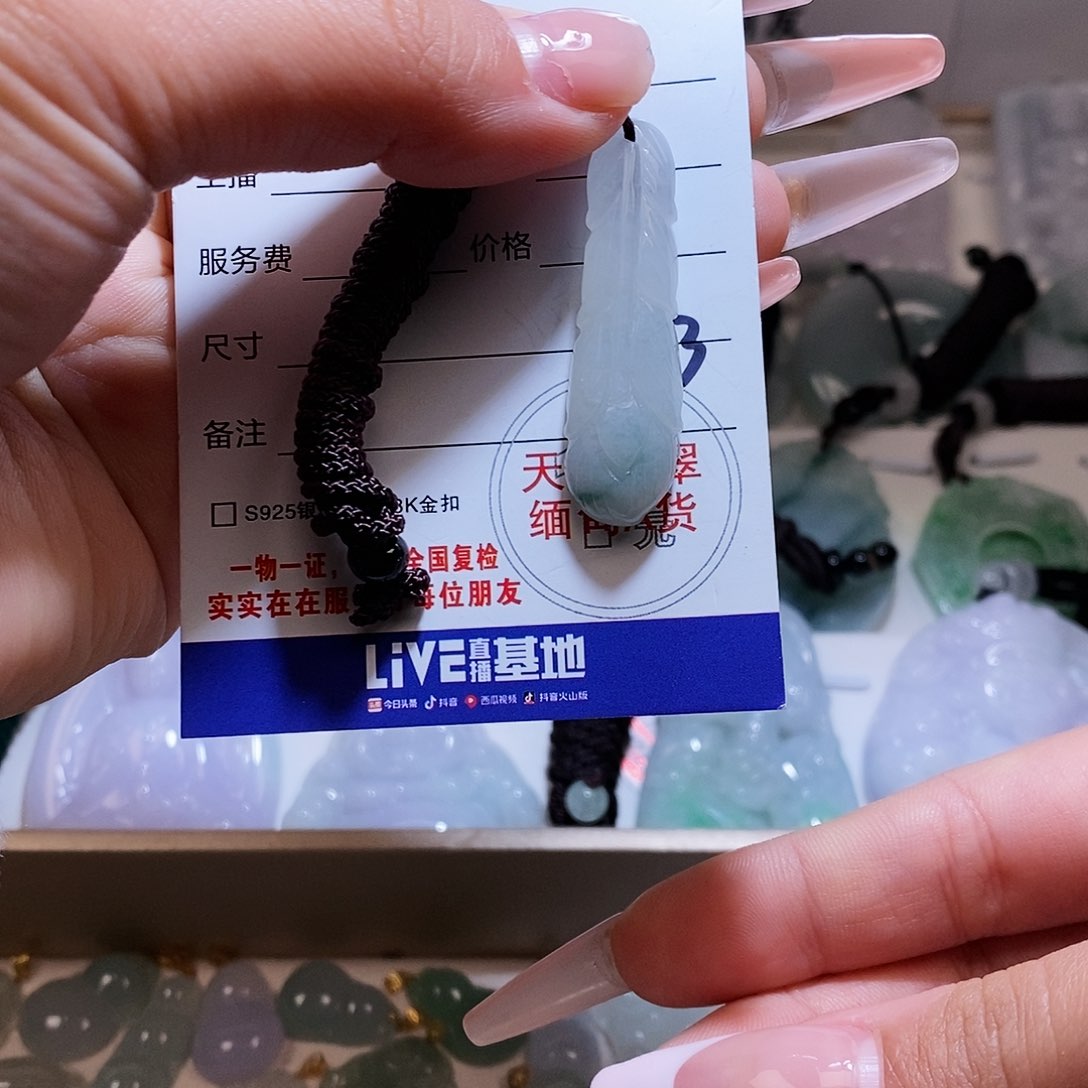 主播
服务费 价格
尺寸 3
备注
天 翠
缅 货
S925银 8K金扣
一物一证， 全国复检
实实在在服 每位朋友
LiVE直播基地
今日头条 抖音 西瓜视频 抖音火山版